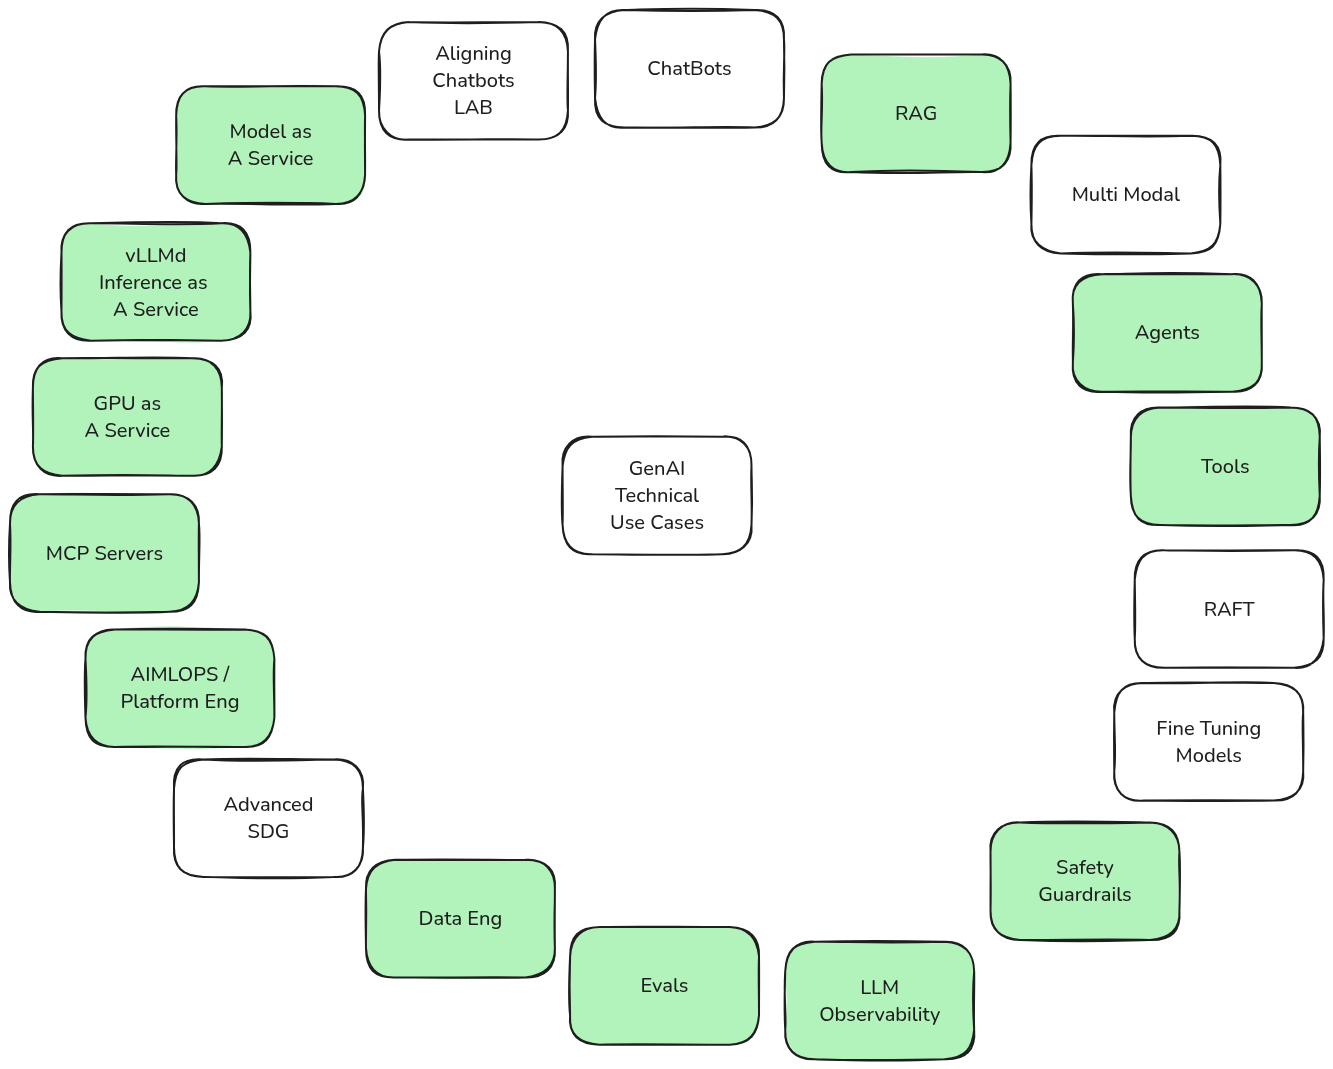 Aligning
Chatbots
LAB
ChatBots
RAG
Multi Modal
Agents
Tools
RAFT
Fine Tuning
Models
Safety
Guardrails
LLM
Observability
Evals
Data Eng
Advanced
SDG
AIMLOPS /
Platform Eng
MCP Servers
GPU as
A Service
vLLMd
Inference as
A Service
Model as
A Service
GenAI
Technical
Use Cases